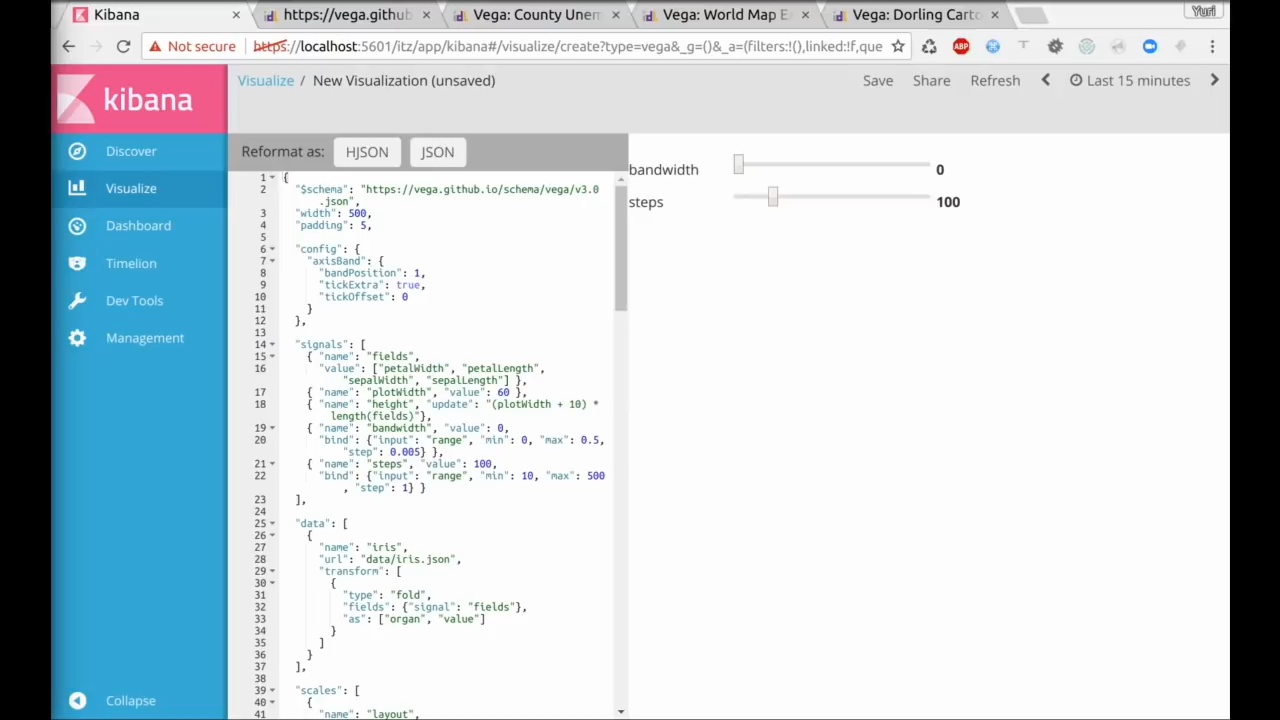 Kibana
https://vega.github
Vega: County Unem
Vega: World Map E
Vega: Dorling Carto
Yuri
Not secure
https://localhost:5601/itz/app/kibana#/visualize/create?type=vega&_g=()&_a=(filters:!(),linked:!f,que
ABP
kibana
Visualize / New Visualization (unsaved)
Save
Share
Refresh
Last 15 minutes
Discover
Visualize
Dashboard
Timelion
Dev Tools
Management
Collapse
Reformat as:
HJSON
JSON
1 {
2 "$schema": "https://vega.github.io/schema/vega/v3.0
.json",
3 "width": 500,
4 "padding": 5,
5
6 "config": {
7 "axisBand": {
8 "bandPosition": 1,
9 "tickExtra": true,
10 "tickOffset": 0
11 }
12 },
13
14 "signals": [
15 { "name": "fields",
16 "value": ["petalWidth", "petalLength",
"sepalWidth", "sepalLength"] },
17 { "name": "plotWidth", "value": 60 },
18 { "name": "height", "update": "(plotWidth + 10) *
length(fields)"},
19 { "name": "bandwidth", "value": 0,
20 "bind": {"input": "range", "min": 0, "max": 0.5,
"step": 0.005} },
21 { "name": "steps", "value": 100,
22 "bind": {"input": "range", "min": 10, "max": 500
, "step": 1} }
23 ],
24
25 "data": [
26 {
27 "name": "iris",
28 "url": "data/iris.json",
29 "transform": [
30 {
31 "type": "fold",
32 "fields": {"signal": "fields"},
33 "as": ["organ", "value"]
34 }
35 ]
36 }
37 ],
38
39 "scales": [
40 {
41 "name": "layout",
bandwidth 0
steps 100